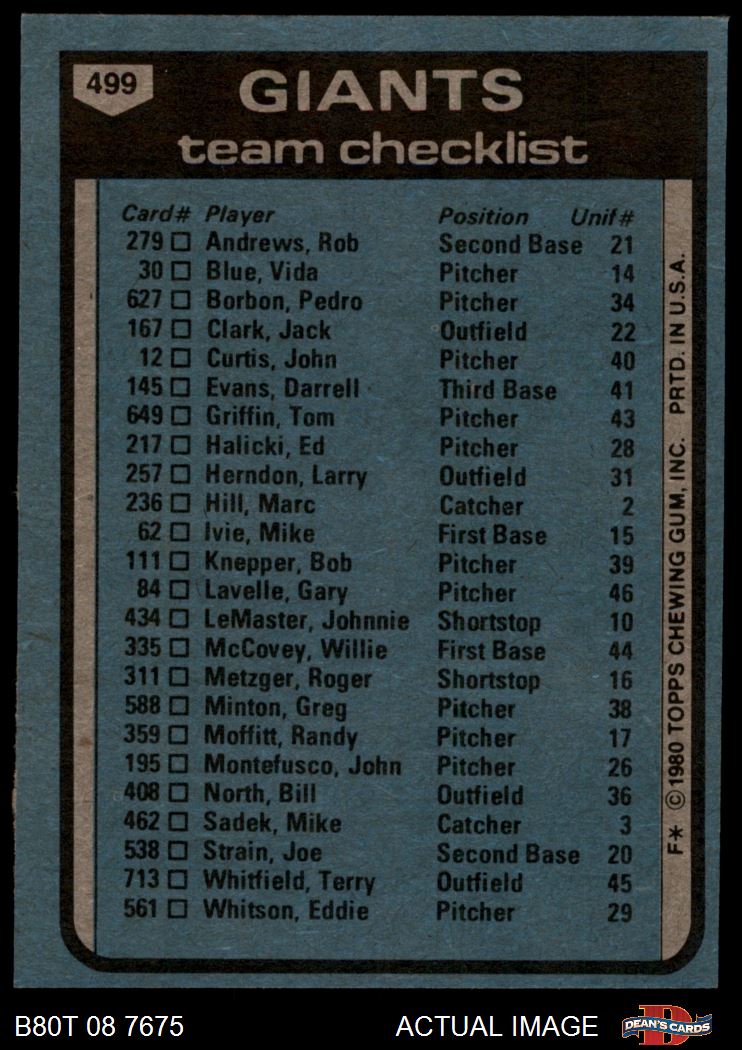 499
GIANTS
team checklist
Card# Player Position Unif#
279 Andrews, Rob Second Base 21
30 Blue, Vida Pitcher 14
627 Borbon, Pedro Pitcher 34
167 Clark, Jack Outfield 22
12 Curtis, John Pitcher 40
145 Evans, Darrell Third Base 41
649 Griffin, Tom Pitcher 43
217 Halicki, Ed Pitcher 28
257 Herndon, Larry Outfield 31
236 Hill, Marc Catcher 2
62 Ivie, Mike First Base 15
111 Knepper, Bob Pitcher 39
84 Lavelle, Gary Pitcher 46
434 LeMaster, Johnnie Shortstop 10
335 McCovey, Willie First Base 44
311 Metzger, Roger Shortstop 16
588 Minton, Greg Pitcher 38
359 Moffitt, Randy Pitcher 17
195 Montefusco, John Pitcher 26
408 North, Bill Outfield 36
462 Sadek, Mike Catcher 3
538 Strain, Joe Second Base 20
713 Whitfield, Terry Outfield 45
561 Whitson, Eddie Pitcher 29
F* ©1980 TOPPS CHEWING GUM, INC. PRTD. IN U.S.A.
B80T 08 7675 ACTUAL IMAGE
DEAN'S CARDS